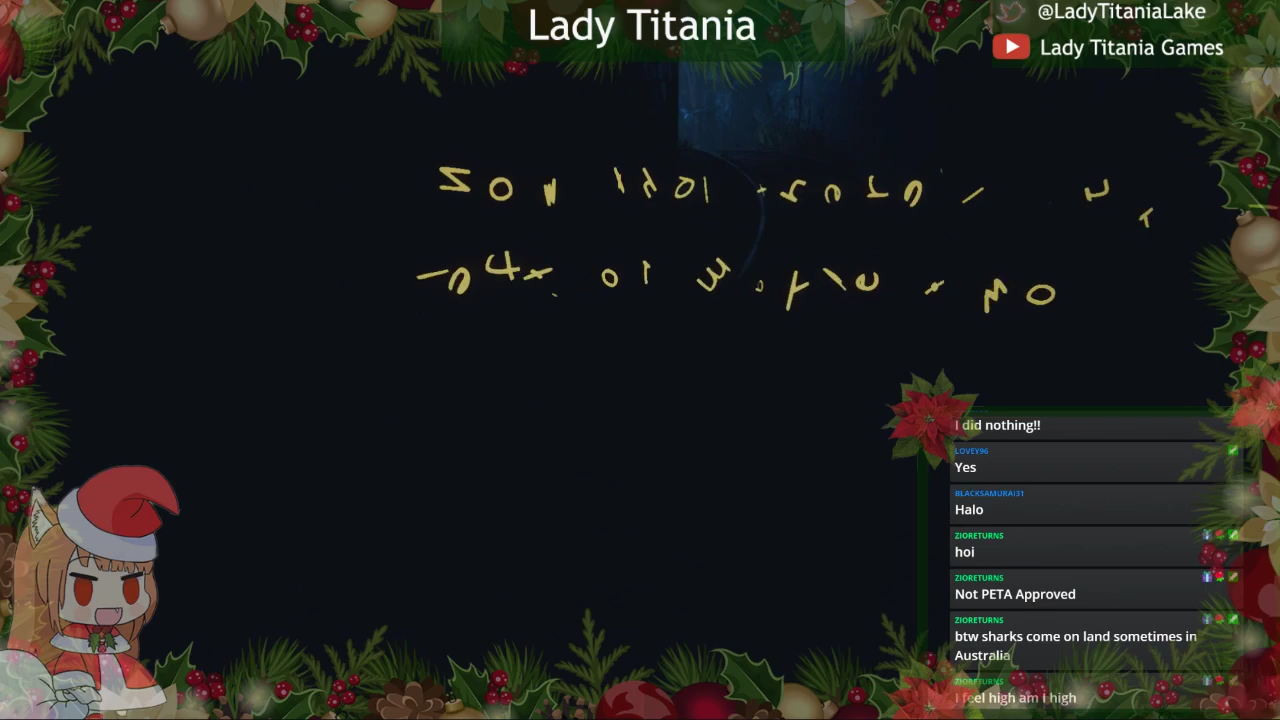 Lady Titania
@LadyTitaniaLake
Lady Titania Games
I did nothing!!
LOVEY96
Yes
BLACKSAMURAI31
Halo
ZIORETURNS
hoi
ZIORETURNS
Not PETA Approved
ZIORETURNS
btw sharks come on land sometimes in
Australia
ZIORETURNS
I feel high am I high